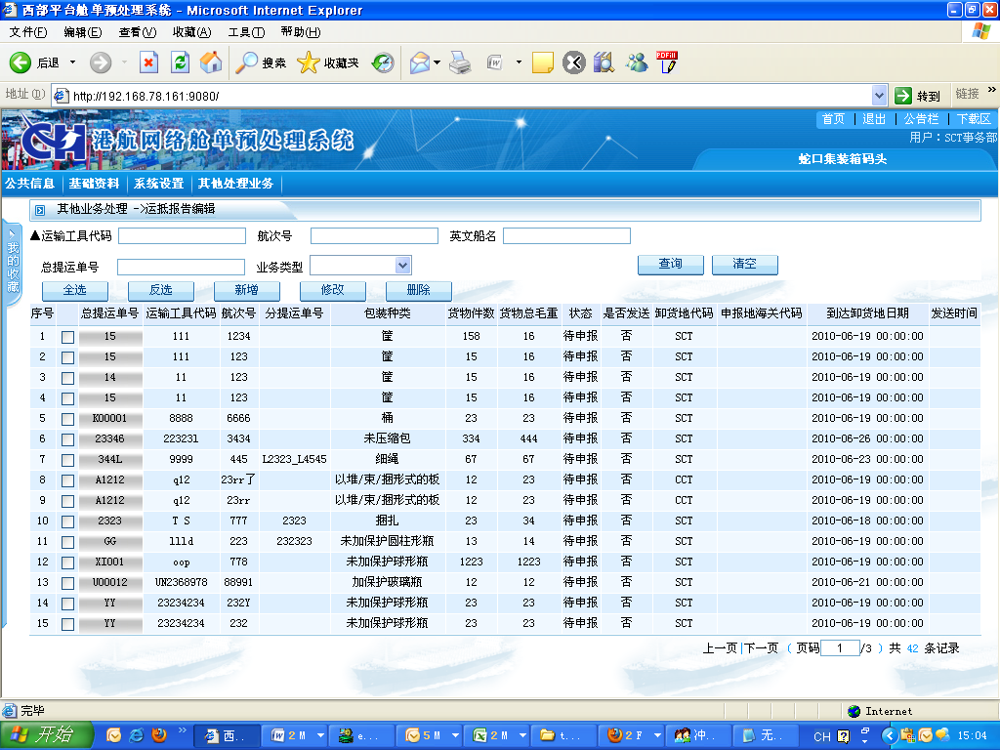 西部平台舱单预处理系统 - Microsoft Internet Explorer
文件(F) 编辑(E) 查看(V) 收藏(A) 工具(T) 帮助(H)
后退 搜索 收藏夹
地址(D) http://192.168.78.161:9080/ 转到 链接 »
CH 港航网络舱单预处理系统
首页 | 退出 | 公告栏 | 下载区
用户：SCT事务部
蛇口集装箱码头
公共信息 基础资料 系统设置 其他处理业务
其他业务处理 ->运抵报告编辑
我的收藏
▲运输工具代码 航次号 英文船名
总提运单号 业务类型 查询 清空
全选 反选 新增 修改 删除
序号 总提运单号 运输工具代码 航次号 分提运单号 包装种类 货物件数 货物总毛重 状态 是否发送 卸货地代码 申报地海关代码 到达卸货地日期 发送时间
1 15 111 1234 筐 158 16 待申报 否 SCT 2010-06-19 00:00:00
2 15 111 123 筐 15 16 待申报 否 SCT 2010-06-19 00:00:00
3 14 11 123 筐 15 16 待申报 否 SCT 2010-06-19 00:00:00
4 15 11 123 筐 15 16 待申报 否 SCT 2010-06-19 00:00:00
5 K00001 8888 6666 桶 23 23 待申报 否 SCT 2010-06-19 00:00:00
6 23346 223231 3434 未压缩包 334 444 待申报 否 SCT 2010-06-26 00:00:00
7 344L 9999 445 L2323_L4545 细绳 67 67 待申报 否 SCT 2010-06-23 00:00:00
8 A1212 q12 23rr了 以堆/束/捆形式的板 12 23 待申报 否 CCT 2010-06-19 00:00:00
9 A1212 q12 23rr 以堆/束/捆形式的板 12 23 待申报 否 CCT 2010-06-19 00:00:00
10 2323 T S 777 2323 捆扎 23 34 待申报 否 SCT 2010-06-18 00:00:00
11 GG llld 223 232323 未加保护圆柱形瓶 13 14 待申报 否 SCT 2010-06-19 00:00:00
12 XI001 oop 778 未加保护球形瓶 1223 1223 待申报 否 SCT 2010-06-19 00:00:00
13 U00012 UN2368978 88991 加保护玻璃瓶 12 12 待申报 否 SCT 2010-06-21 00:00:00
14 YY 23234234 232Y 未加保护球形瓶 23 23 待申报 否 SCT 2010-06-19 00:00:00
15 YY 23234234 232 未加保护球形瓶 23 23 待申报 否 SCT 2010-06-19 00:00:00
上一页|下一页 ( 页码 1 /3 ) 共 42 条记录
完毕 Internet
开始 » 西.. 2 M e... 5 M 2 M t... 2 F 冲.. 无.. CH 15:04